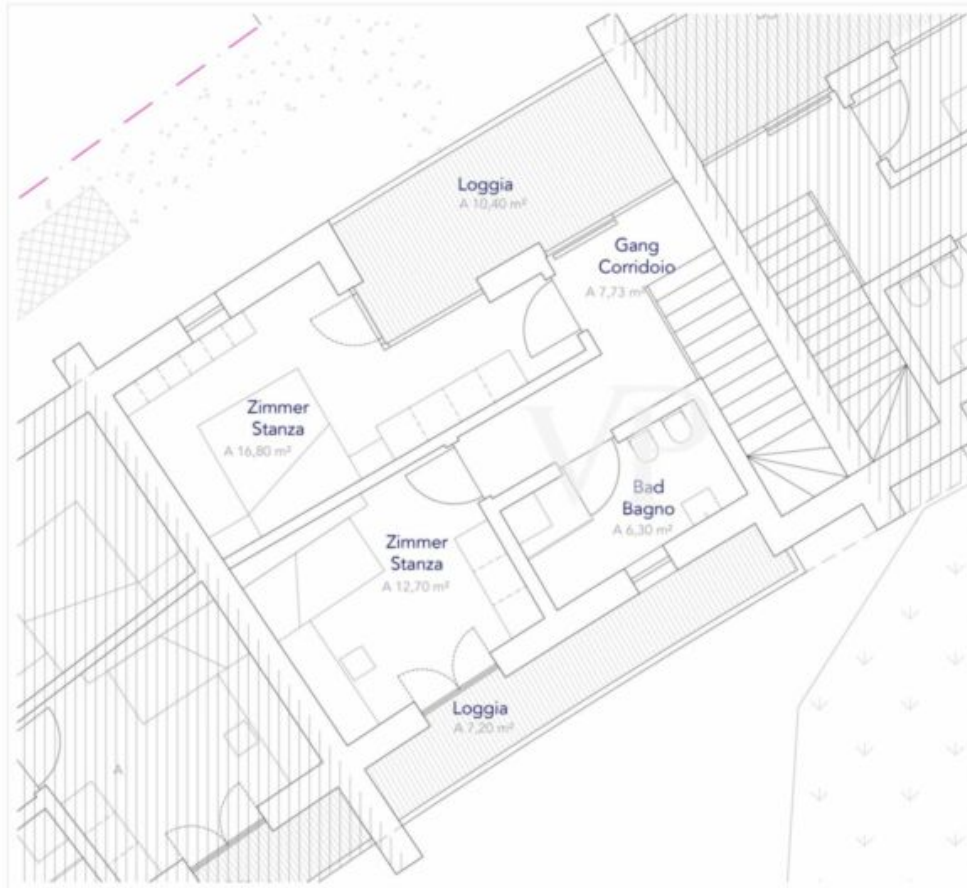 Loggia
A 10,40 m²
Gang
Corridoio
A 7,73 m²
Zimmer
Stanza
A 16,80 m²
Bad
Bagno
A 6,30 m²
Zimmer
Stanza
A 12,70 m²
Loggia
A 7,20 m²
A
VP